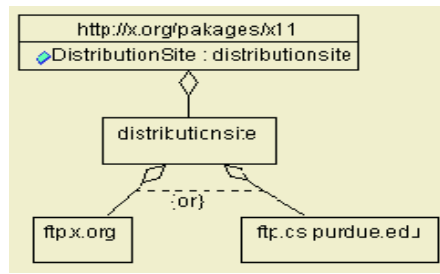 http://x.org/pakages/x11
DistributionSite : distributionsite
distributionsite
{or}
ftp.x.org
ftp.cs.purdue.edu